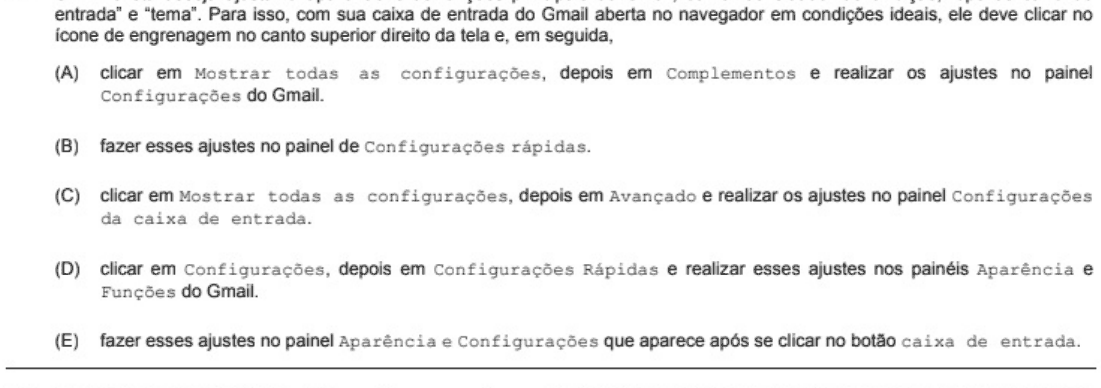 entrada” e “tema”. Para isso, com sua caixa de entrada do Gmail aberta no navegador em condições ideais, ele deve clicar no
ícone de engrenagem no canto superior direito da tela e, em seguida,
(A) clicar em Mostrar todas as configurações, depois em Complementos e realizar os ajustes no painel
Configurações do Gmail.
(B) fazer esses ajustes no painel de Configurações rápidas.
(C) clicar em Mostrar todas as configurações, depois em Avançado e realizar os ajustes no painel Configurações
da caixa de entrada.
(D) clicar em Configurações, depois em Configurações Rápidas e realizar esses ajustes nos painéis Aparência e
Funções do Gmail.
(E) fazer esses ajustes no painel Aparência e Configurações que aparece após se clicar no botão caixa de entrada.